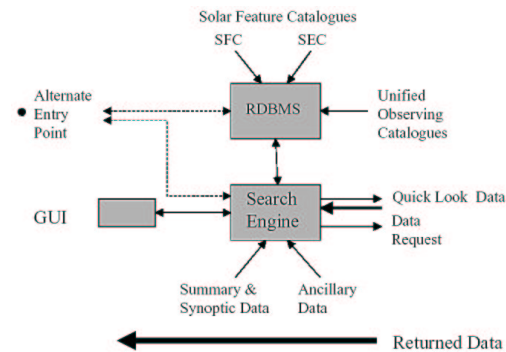 Solar Feature Catalogues
SFC SEC
Alternate
Entry
Point
RDBMS
Unified
Observing
Catalogues
GUI
Search
Engine
Quick Look Data
Data
Request
Summary &
Synoptic Data
Ancillary
Data
Returned Data